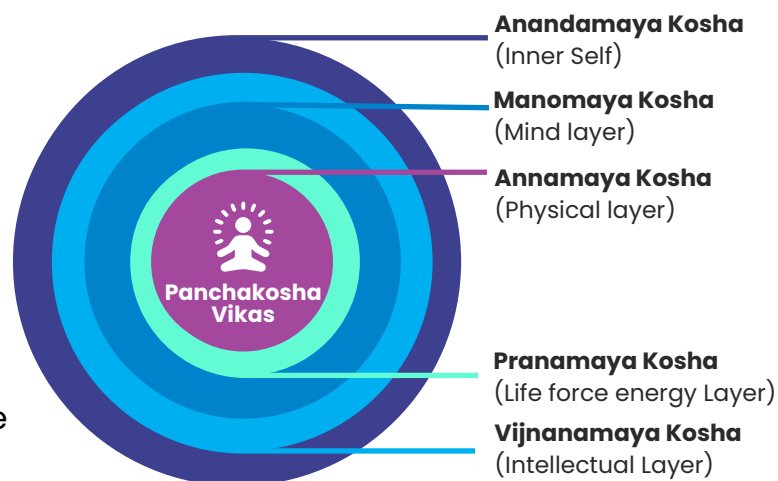 Anandamaya Kosha
(Inner Self)
Manomaya Kosha
(Mind layer)
Annamaya Kosha
(Physical layer)
Panchakosha
Vikas
Pranamaya Kosha
(Life force energy Layer)
e
Vijnanamaya Kosha
(Intellectual Layer)